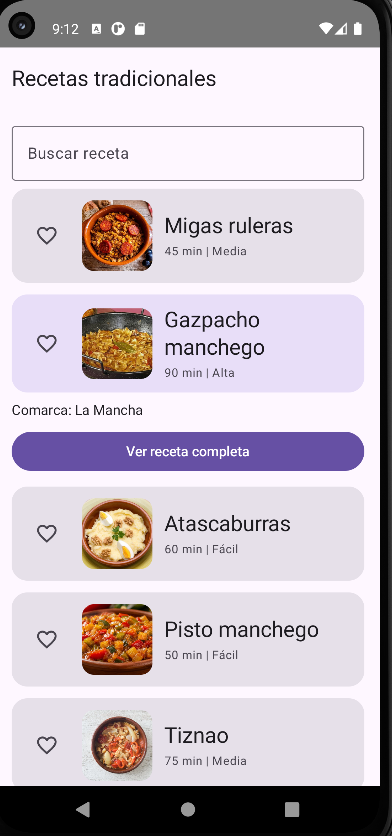 9:12
Recetas tradicionales
Buscar receta
Migas ruleras
45 min | Media
Gazpacho
manchego
90 min | Alta
Comarca: La Mancha
Ver receta completa
Atascaburras
60 min | Fácil
Pisto manchego
50 min | Fácil
Tiznao
75 min | Media